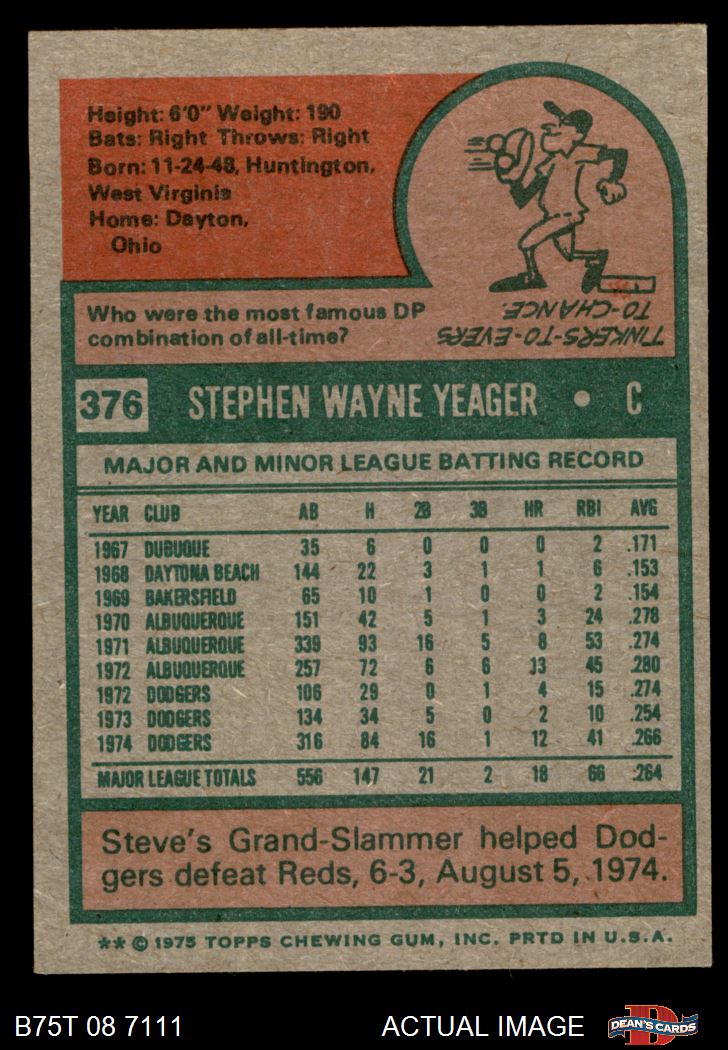 Height: 6'0" Weight: 190
Bats: Right Throws: Right
Born: 11-24-48, Huntington,
West Virginia
Home: Dayton,
Ohio
Who were the most famous DP
combination of all-time?
TINKERS-TO-EVERS
TO-CHANCE.
376 STEPHEN WAYNE YEAGER • C
MAJOR AND MINOR LEAGUE BATTING RECORD
YEAR CLUB AB H 2B 3B HR RBI AVG
1967 DUBUQUE 35 6 0 0 0 2 .171
1968 DAYTONA BEACH 144 22 3 1 1 6 .153
1969 BAKERSFIELD 65 10 1 0 0 2 .154
1970 ALBUQUERQUE 151 42 5 1 3 24 .278
1971 ALBUQUERQUE 339 93 16 5 8 53 .274
1972 ALBUQUERQUE 257 72 6 6 13 45 .280
1972 DODGERS 106 29 0 1 4 15 .274
1973 DODGERS 134 34 5 0 2 10 .254
1974 DODGERS 316 84 16 1 12 41 .266
MAJOR LEAGUE TOTALS 556 147 21 2 18 66 .264
Steve's Grand-Slammer helped Dod-
gers defeat Reds, 6-3, August 5, 1974.
** © 1975 TOPPS CHEWING GUM, INC. PRTD IN U.S.A.
B75T 08 7111 ACTUAL IMAGE D DEAN'S CARDS